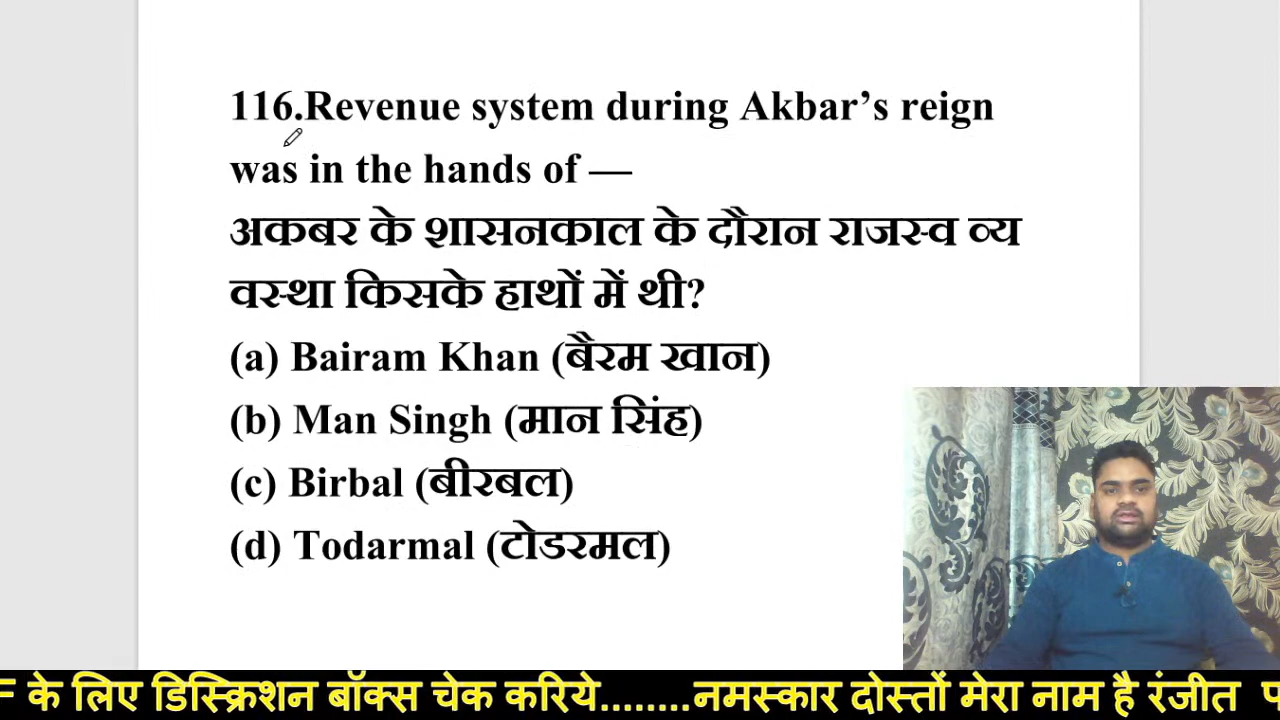 116.Revenue system during Akbar’s reign
was in the hands of —
अकबर के शासनकाल के दौरान राजस्व व्य
वस्था किसके हाथों में थी?
(a) Bairam Khan (बैरम खान)
(b) Man Singh (मान सिंह)
(c) Birbal (बीरबल)
(d) Todarmal (टोडरमल)
के लिए डिस्क्रिशन बॉक्स चेक करिये........नमस्कार दोस्तों मेरा नाम है रंजीत